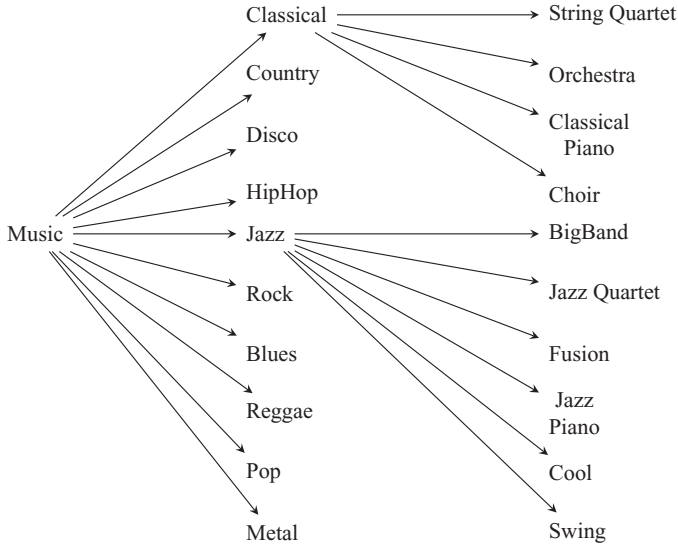 Classical
String Quartet
Country
Orchestra
Disco
Classical
Piano
HipHop
Choir
Music
Jazz
BigBand
Rock
Jazz Quartet
Blues
Fusion
Reggae
Jazz
Piano
Pop
Cool
Metal
Swing